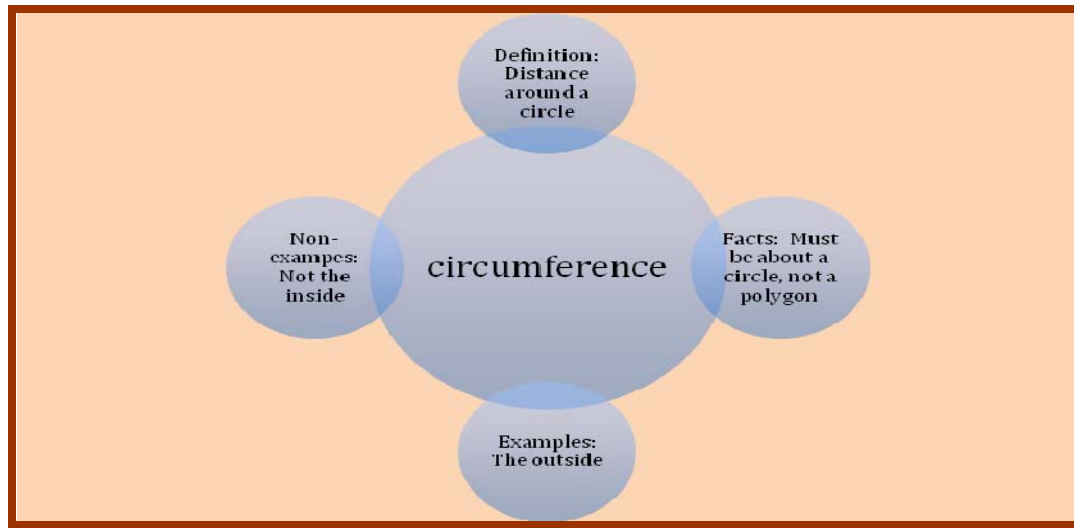 Definition:
Distance
around a
circle
Non-
exampes:
Not the
inside
circumference
Facts: Must
be about a
circle, not a
polygon
Examples:
The outside